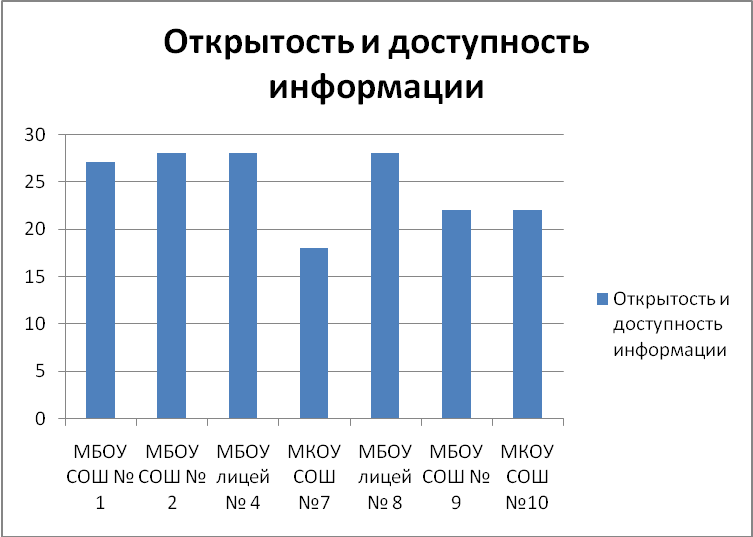 Открытость и доступность
информации
30
25
20
15
10
5
0
МБОУ СОШ № 1
МБОУ СОШ № 2
МБОУ лицей № 4
МКОУ СОШ №7
МБОУ лицей № 8
МБОУ СОШ № 9
МКОУ СОШ №10
Открытость и
доступность
информации